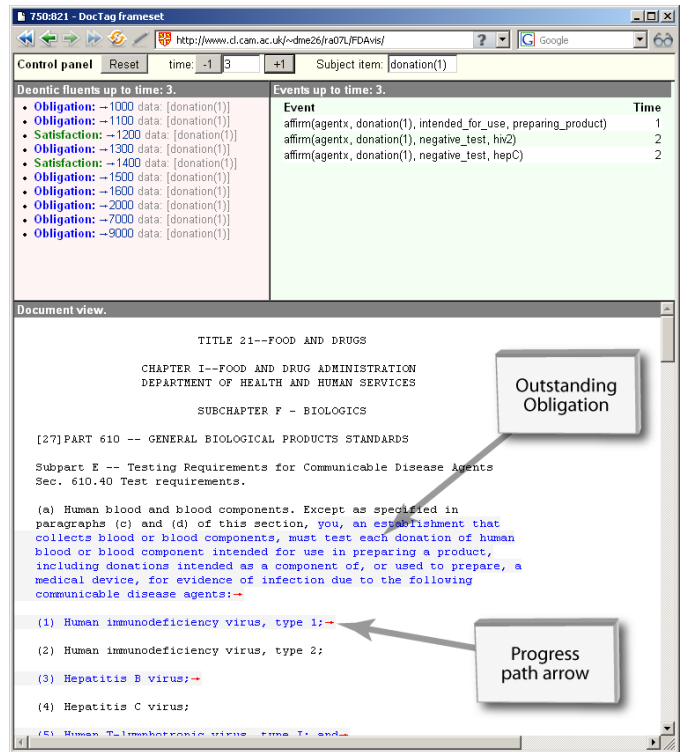 750:821 - DocTag frameset
http://www.cl.cam.ac.uk/~dme26/ra07L/FDAvis/ ? G Google
Control panel Reset time: -1 3 +1 Subject item: donation(1)
Deontic fluents up to time: 3.
• Obligation: →1000 data: [donation(1)]
• Obligation: →1100 data: [donation(1)]
• Satisfaction: →1200 data: [donation(1)]
• Obligation: →1300 data: [donation(1)]
• Satisfaction: →1400 data: [donation(1)]
• Obligation: →1500 data: [donation(1)]
• Obligation: →1600 data: [donation(1)]
• Obligation: →2000 data: [donation(1)]
• Obligation: →7000 data: [donation(1)]
• Obligation: →9000 data: [donation(1)]
Events up to time: 3.
Event Time
affirm(agentx, donation(1), intended_for_use, preparing_product) 1
affirm(agentx, donation(1), negative_test, hiv2) 2
affirm(agentx, donation(1), negative_test, hepC) 2
Document view.
TITLE 21--FOOD AND DRUGS
CHAPTER I--FOOD AND DRUG ADMINISTRATION
DEPARTMENT OF HEALTH AND HUMAN SERVICES
SUBCHAPTER F - BIOLOGICS
[27]PART 610 -- GENERAL BIOLOGICAL PRODUCTS STANDARDS
Subpart E -- Testing Requirements for Communicable Disease Agents
Sec. 610.40 Test requirements.
(a) Human blood and blood components. Except as specified in
paragraphs (c) and (d) of this section, you, an establishment that
collects blood or blood components, must test each donation of human
blood or blood component intended for use in preparing a product,
including donations intended as a component of, or used to prepare, a
medical device, for evidence of infection due to the following
communicable disease agents:→
(1) Human immunodeficiency virus, type 1;→
(2) Human immunodeficiency virus, type 2;
(3) Hepatitis B virus;→
(4) Hepatitis C virus;
(5) Human T-lymphotropic virus, type I; and→
Outstanding
Obligation
Progress
path arrow